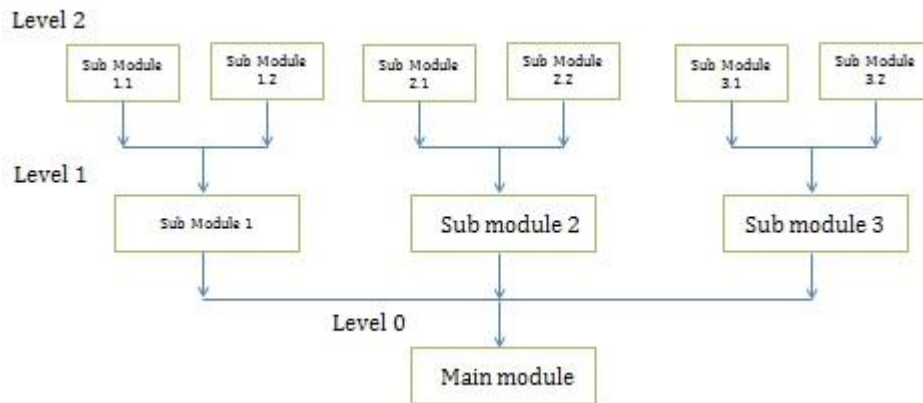 Level 2
Sub Module
1.1
Sub Module
1.2
Sub Module
2.1
Sub Module
2.2
Sub Module
3.1
Sub Module
3.2
Level 1
Sub Module 1
Sub module 2
Sub module 3
Level 0
Main module